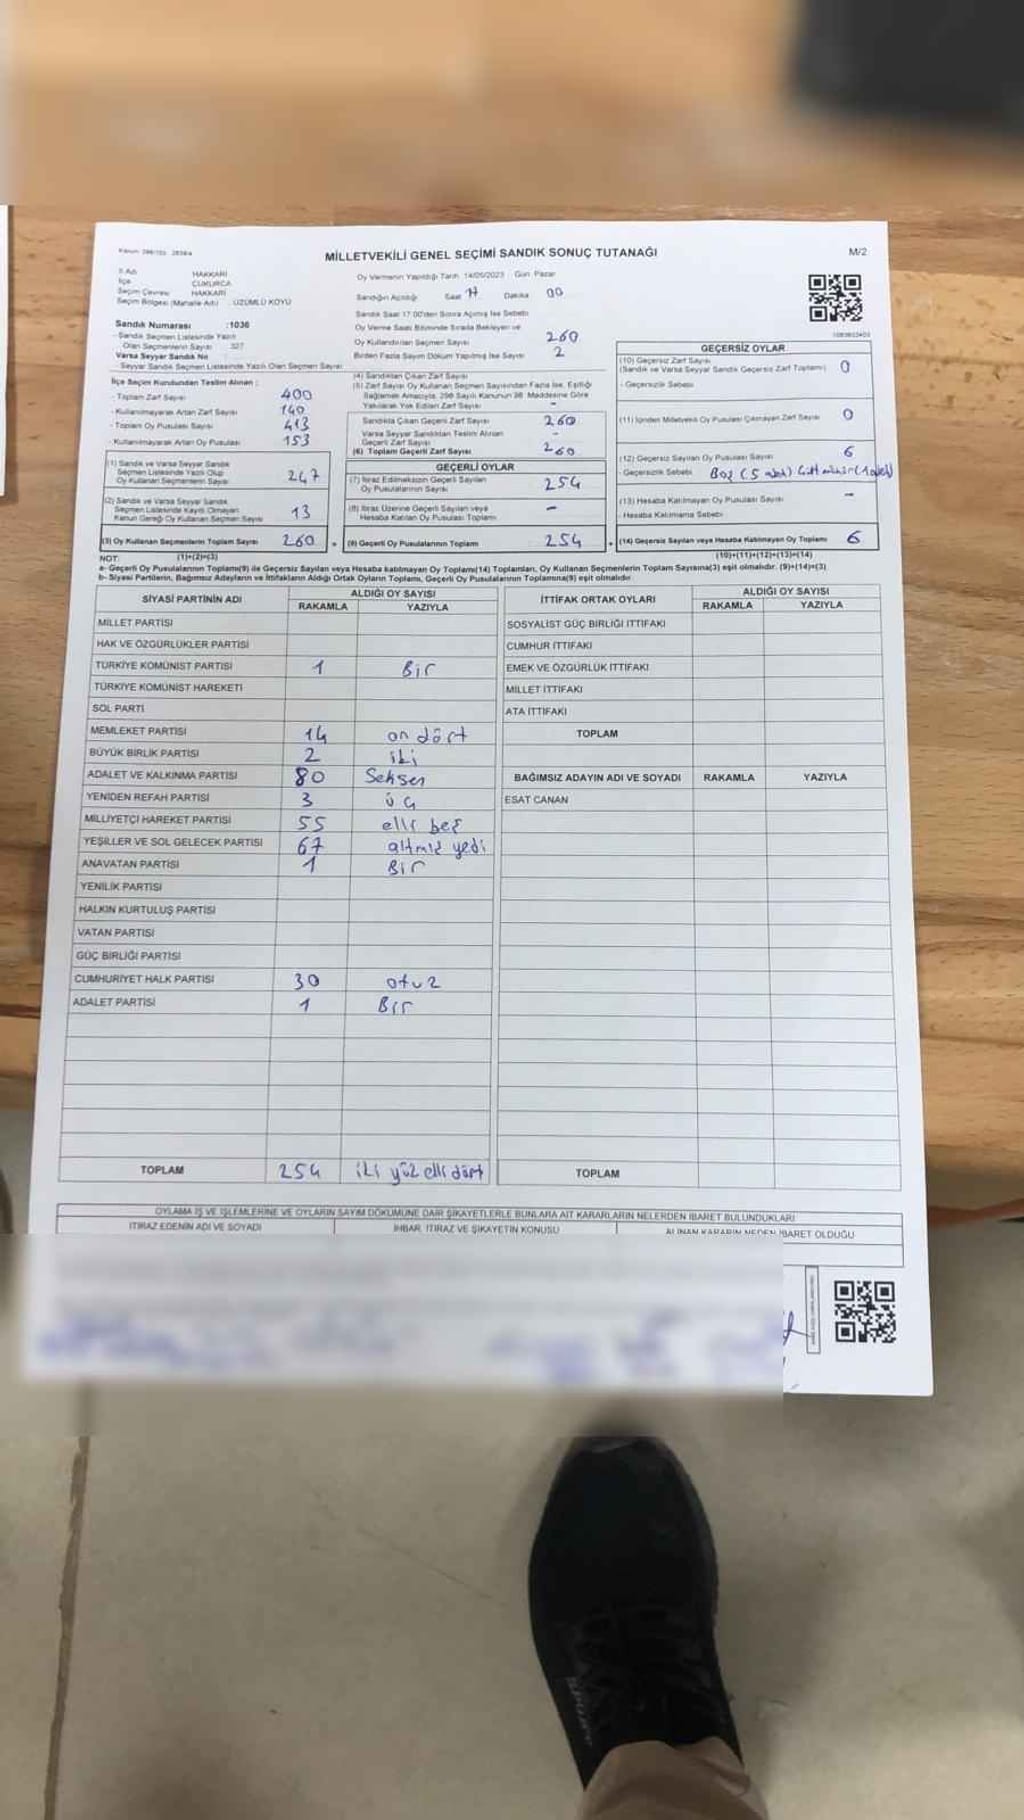 MİLLETVEKİLİ GENEL SEÇİMİ SANDIK SONUÇ TUTANAĞI
M/2
İl Adı HAKKARİ
İlçe ÇUKURCA
Seçim Çevresi HAKKARİ
Seçim Bölgesi (Mahalle Adı) : ÜZÜMLÜ KÖYÜ
Sandık Numarası :1036
- Sandık Seçmen Listesinde Yazılı
Olan Seçmenlerin Sayısı 327
Varsa Seyyar Sandık No
- Seyyar Sandık Seçmen Listesinde Yazılı Olan Seçmen Sayısı
İlçe Seçim Kurulundan Teslim Alınan :
- Toplam Zarf Sayısı 400
- Kullanılmayarak Artan Zarf Sayısı 140
- Toplam Oy Pusulası Sayısı 413
- Kullanılmayarak Artan Oy Pusulası 153
(1) Sandık ve Varsa Seyyar Sandık
Seçmen Listesinde Yazılı Olup
Oy Kullanan Seçmenlerin Sayısı 247
(2) Sandık ve Varsa Seyyar Sandık
Seçmen Listesinde Kayıtlı Olmayan
Kanun Gereği Oy Kullanan Seçmen Sayısı 13
(3) Oy Kullanan Seçmenlerin Toplam Sayısı 260
(1)+(2)=(3)
Oy Vermenin Yapıldığı Tarih 14/05/2023 Gün Pazar
Sandığın Açıldığı Saat 17 Dakika 00
Sandık Saat 17:00'den Sonra Açılmış İse Sebebi
Oy Verme Saati Bitiminde Sırada Bekleyen ve
Oy Kullandırılan Seçmen Sayısı 260
Birden Fazla Sayım Döküm Yapılmış İse Sayısı 2
(4) Sandıktan Çıkan Zarf Sayısı
(5) Zarf Sayısı Oy Kullanan Seçmen Sayısından Fazla İse, Eşitliği
Sağlamak Amacıyla, 298 Sayılı Kanunun 98. Maddesine Göre
Yakılarak Yok Edilen Zarf Sayısı -
Sandıkta Çıkan Geçerli Zarf Sayısı 260
Varsa Seyyar Sandıktan Teslim Alınan
Geçerli Zarf Sayısı -
(6) Toplam Geçerli Zarf Sayısı 260
GEÇERLİ OYLAR
(7) İtiraz Edilmeksizin Geçerli Sayılan
Oy Pusulalarının Sayısı 254
(8) İtiraz Üzerine Geçerli Sayılan veya
Hesaba Katılan Oy Pusulası Toplamı -
(9) Geçerli Oy Pusulalarının Toplamı 254
GEÇERSİZ OYLAR
(10) Geçersiz Zarf Sayısı
(Sandık ve Varsa Seyyar Sandık Geçersiz Zarf Toplamı) 0
- Geçersizlik Sebebi
(11) İçinden Milletvekili Oy Pusulası Çıkmayan Zarf Sayısı 0
(12) Geçersiz Sayılan Oy Pusulası Sayısı 6
- Geçersizlik Sebebi Boş (5 adet)
(13) Hesaba Katılmayan Oy Pusulası Sayısı -
- Hesaba Katılmama Sebebi
(14) Geçersiz Sayılan veya Hesaba Katılmayan Oy Toplamı 6
(10)+(11)+(12)+(13)=(14)
NOT:
a- Geçerli Oy Pusulalarının Toplamı(9) ile Geçersiz Sayılan veya Hesaba Katılmayan Oy Toplamı(14) Toplamları, Oy Kullanan Seçmenlerin Toplam Sayısına(3) eşit olmalıdır. (9)+(14)=(3)
b- Siyasi Partilerin, Bağımsız Adayların ve İttifakların Aldığı Ortak Oyların Toplamı, Geçerli Oy Pusulalarının Toplamına(9) eşit olmalıdır.
SİYASİ PARTİNİN ADI ALDIĞI OY SAYISI
RAKAMLA YAZIYLA
MİLLET PARTİSİ
HAK VE ÖZGÜRLÜKLER PARTİSİ
TÜRKİYE KOMÜNİST PARTİSİ 1 Bir
TÜRKİYE KOMÜNİST HAREKETİ
SOL PARTİ
MEMLEKET PARTİSİ 14 on dört
BÜYÜK BİRLİK PARTİSİ 2 iki
ADALET VE KALKINMA PARTİSİ 80 Seksen
YENİDEN REFAH PARTİSİ 3 üç
MİLLİYETÇİ HAREKET PARTİSİ 55 elli beş
YEŞİLLER VE SOL GELECEK PARTİSİ 67 altmış yedi
ANAVATAN PARTİSİ 1 Bir
YENİLİK PARTİSİ
HALKIN KURTULUŞ PARTİSİ
VATAN PARTİSİ
GÜÇ BİRLİĞİ PARTİSİ
CUMHURİYET HALK PARTİSİ 30 otuz
ADALET PARTİSİ 1 Bir
TOPLAM 254 iki yüz elli dört
İTTİFAK ORTAK OYLARI ALDIĞI OY SAYISI
RAKAMLA YAZIYLA
SOSYALİST GÜÇ BİRLİĞİ İTTİFAKI
CUMHUR İTTİFAKI
EMEK VE ÖZGÜRLÜK İTTİFAKI
MİLLET İTTİFAKI
ATA İTTİFAKI
TOPLAM
BAĞIMSIZ ADAYIN ADI VE SOYADI RAKAMLA YAZIYLA
ESAT CANAN
TOPLAM
OYLAMA İŞ VE İŞLEMLERİNE VE OYLARIN SAYIM DÖKÜMÜNE DAİR ŞİKAYETLERLE BUNLARA AİT KARARLARIN NELERDEN İBARET BULUNDUKLARI
İTİRAZ EDENİN ADI VE SOYADI İHBAR, İTİRAZ VE ŞİKAYETİN KONUSU ALINAN KARARIN NEDEN İBARET OLDUĞU